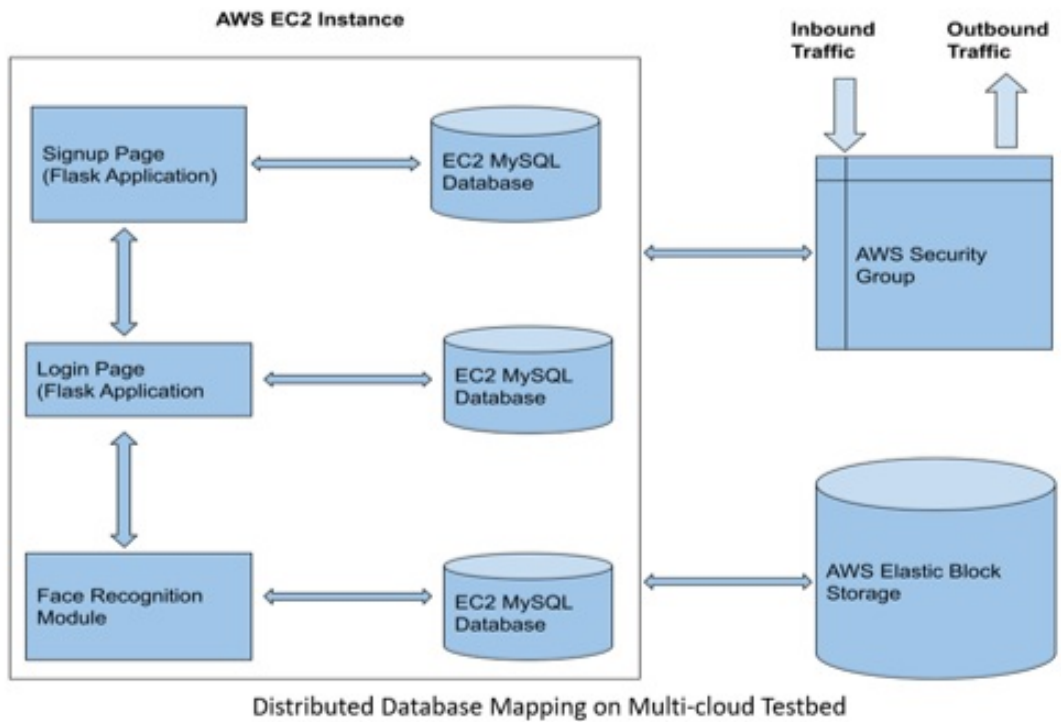 AWS EC2 Instance
Inbound
Traffic
Outbound
Traffic
Signup Page
(Flask Application)
EC2 MySQL
Database
AWS Security
Group
Login Page
(Flask Application
EC2 MySQL
Database
Face Recognition
Module
EC2 MySQL
Database
AWS Elastic Block
Storage
Distributed Database Mapping on Multi-cloud Testbed